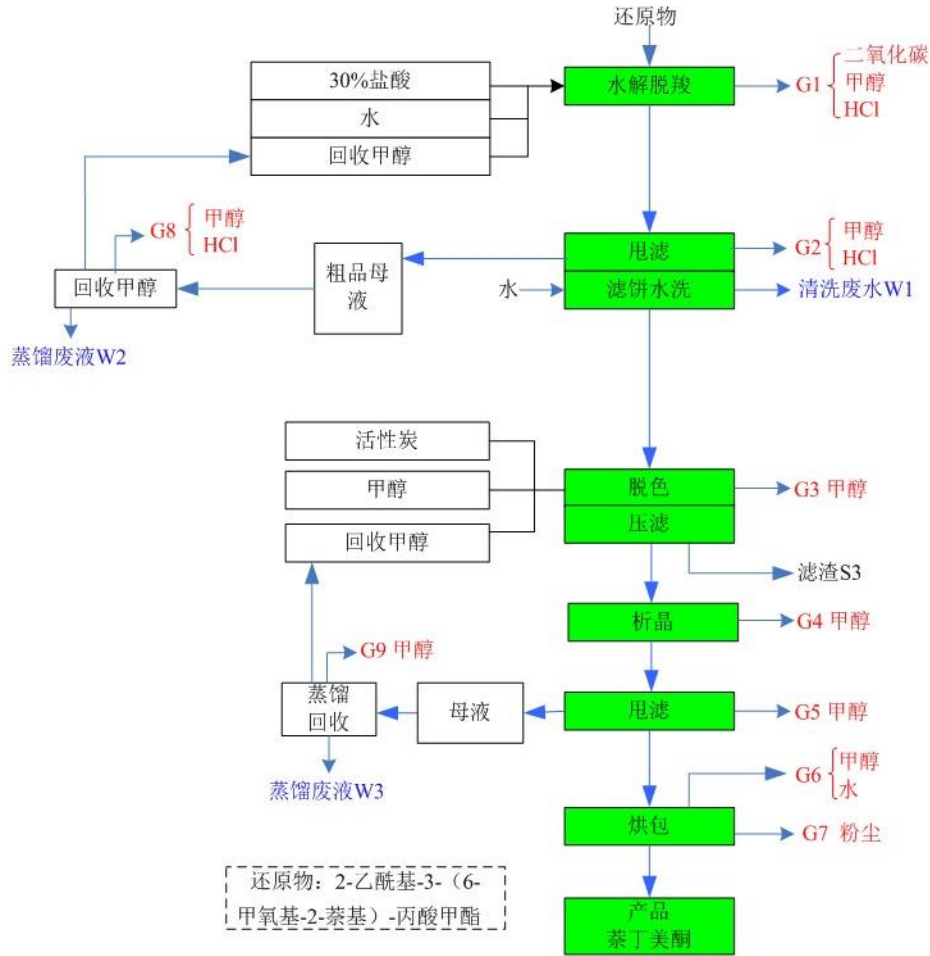 还原物
30%盐酸
水
回收甲醇
水解脱羧
G1
二氧化碳
甲醇
HCl
G8
甲醇
HCl
回收甲醇
蒸馏废液W2
粗品母
液
甩滤
G2
甲醇
HCl
水
滤饼水洗
清洗废水W1
活性炭
甲醇
回收甲醇
脱色
G3 甲醇
压滤
滤渣S3
析晶
G4 甲醇
G9 甲醇
蒸馏
回收
母液
甩滤
G5 甲醇
蒸馏废液W3
G6
甲醇
水
烘包
G7 粉尘
还原物：2-乙酰基-3-（6-
甲氧基-2-萘基）-丙酸甲酯
产品
萘丁美酮